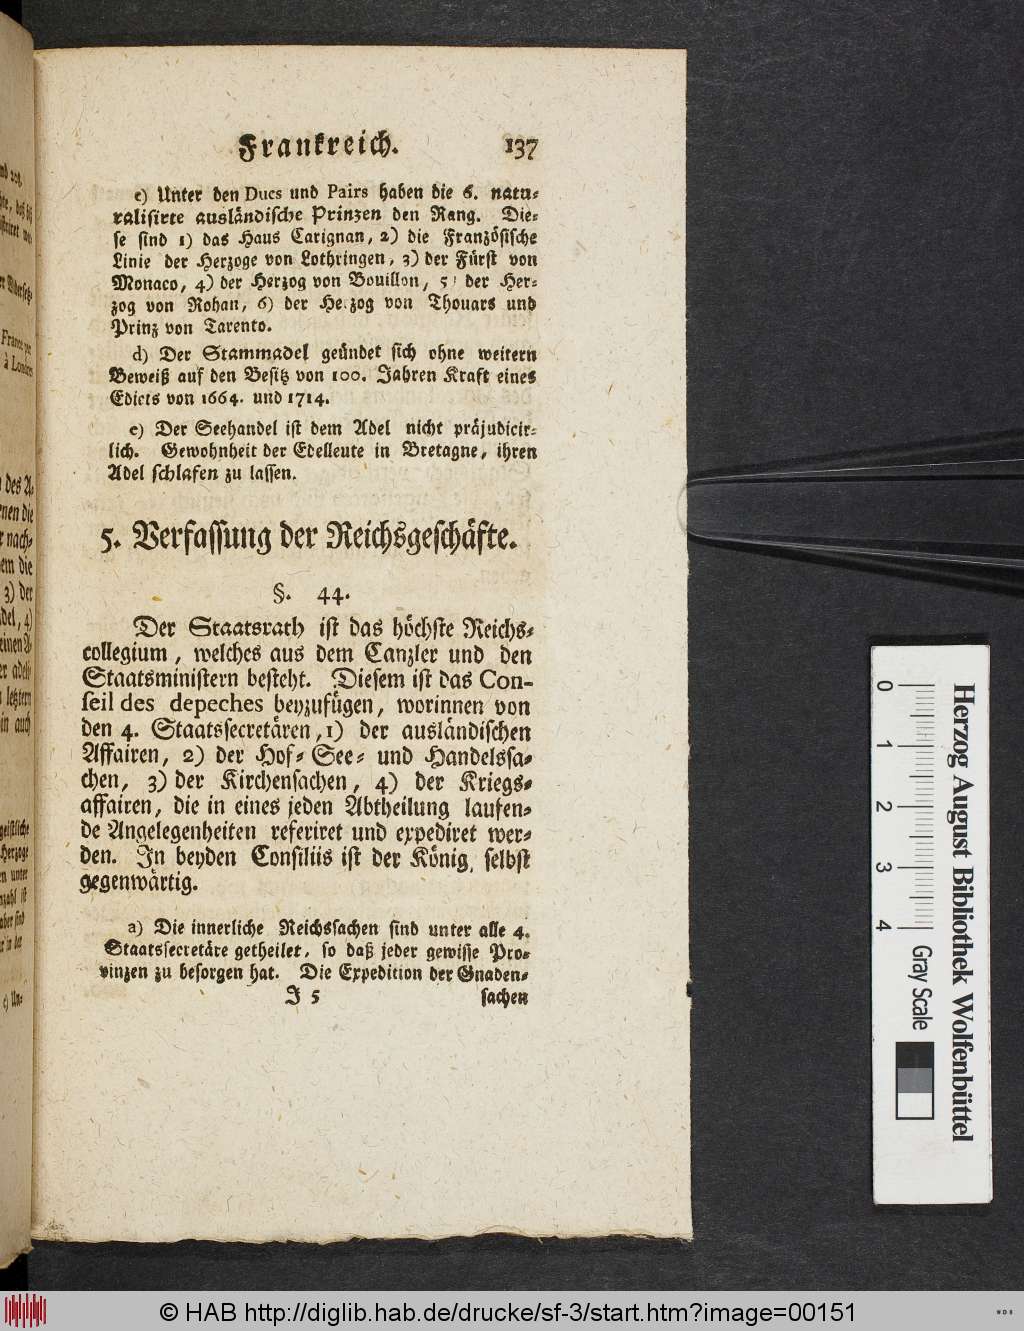 Frankreich. 137
c) Unter den Ducs und Pairs haben die 6. natu-
ralisirte ausländische Prinzen den Rang. Die-
se sind 1) das Haus Carignan, 2) die Französische
Linie der Herzoge von Lothringen, 3) der Fürst von
Monaco, 4) der Herzog von Bouillon, 5) der Her-
zog von Rohan, 6) der Herzog von Thouars und
Prinz von Tarento.
d) Der Stammadel geündet sich ohne weitern
Beweiß auf den Besitz von 100. Jahren Kraft eines
Edicts von 1664. und 1714.
e) Der Seehandel ist dem Adel nicht präjudicir-
lich. Gewohnheit der Edelleute in Bretagne, ihren
Adel schlafen zu lassen.
5. Verfassung der Reichsgeschäfte.
§. 44.
Der Staatsrath ist das höchste Reichs-
collegium, welches aus dem Canzler und den
Staatsministern besteht. Diesem ist das Con-
seil des depeches beyzufügen, worinnen von
den 4. Staatssecretären, 1) der ausländischen
Affairen, 2) der Hof- See- und Handelssa-
chen, 3) der Kirchensachen, 4) der Kriegs-
affairen, die in eines jeden Abtheilung laufen-
de Angelegenheiten referiret und expediret wer-
den. In beyden Consiliis ist der König, selbst
gegenwärtig.
a) Die innerliche Reichssachen sind unter alle 4.
Staatssecretäre getheilet, so daß jeder gewisse Pro-
vinzen zu besorgen hat. Die Expedition der Gnaden-
J 5 sachen
0 1 2 3 4
Gray Scale
Herzog August Bibliothek Wolfenbüttel
© HAB http://diglib.hab.de/drucke/sf-3/start.htm?image=00151
WDB